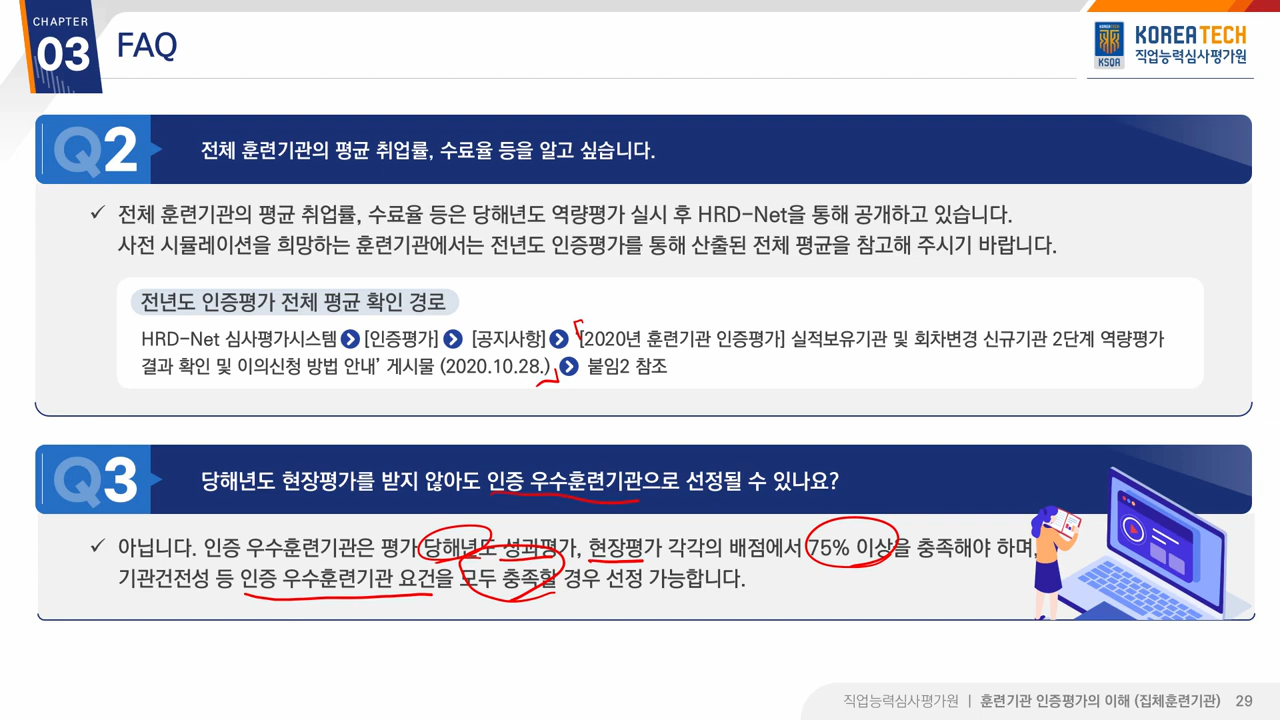 CHAPTER
03
FAQ
KSQA
KOREATECH
직업능력심사평가원
Q2
전체 훈련기관의 평균 취업률, 수료율 등을 알고 싶습니다.
✓ 전체 훈련기관의 평균 취업률, 수료율 등은 당해년도 역량평가 실시 후 HRD-Net을 통해 공개하고 있습니다.
사전 시뮬레이션을 희망하는 훈련기관에서는 전년도 인증평가를 통해 산출된 전체 평균을 참고해 주시기 바랍니다.
전년도 인증평가 전체 평균 확인 경로
HRD-Net 심사평가시스템 > [인증평가] > [공지사항] > '[2020년 훈련기관 인증평가] 실적보유기관 및 회차변경 신규기관 2단계 역량평가
결과 확인 및 이의신청 방법 안내' 게시물 (2020.10.28.) > 붙임2 참조
Q3
당해년도 현장평가를 받지 않아도 인증 우수훈련기관으로 선정될 수 있나요?
✓ 아닙니다. 인증 우수훈련기관은 평가 당해년도 성과평가, 현장평가 각각의 배점에서 75% 이상을 충족해야 하며,
기관건전성 등 인증 우수훈련기관 요건을 모두 충족할 경우 선정 가능합니다.
직업능력심사평가원 | 훈련기관 인증평가의 이해 (집체훈련기관) 29